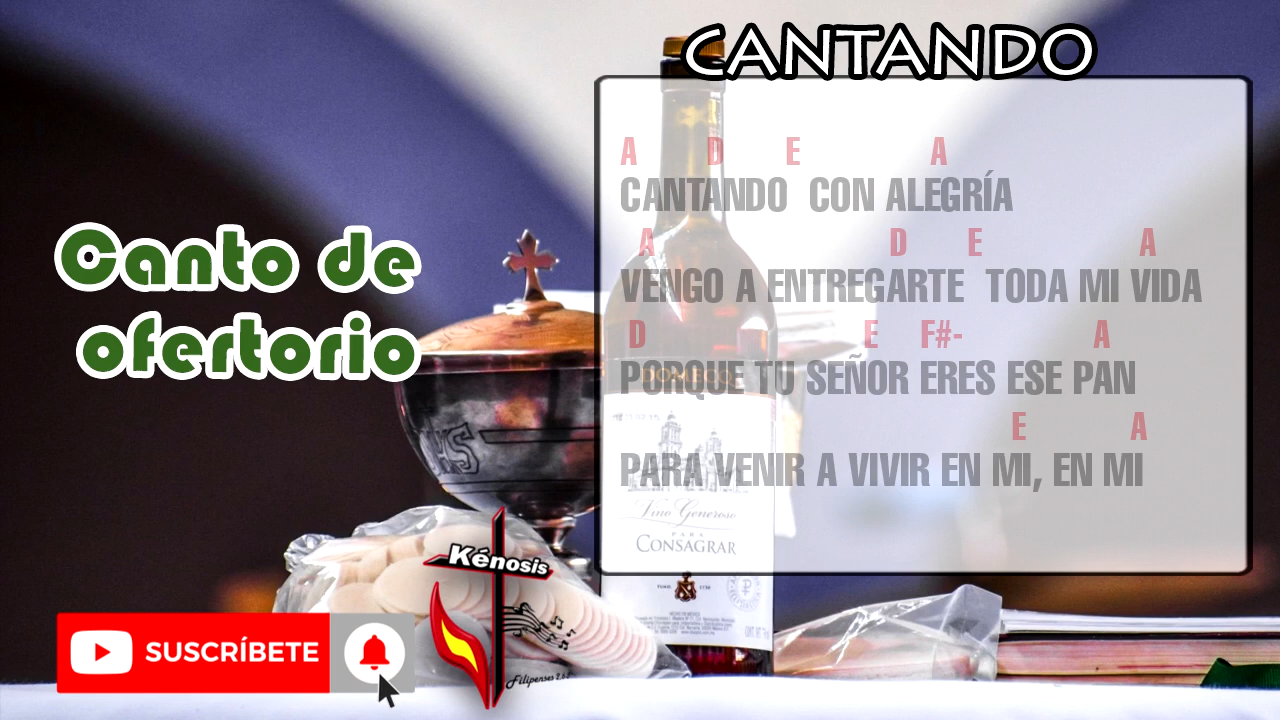 CANTANDO
A D E A
CANTANDO CON ALEGRÍA
A D E A
VENGO A ENTREGARTE TODA MI VIDA
D E F#- A
PORQUE TU SEÑOR ERES ESE PAN
E A
PARA VENIR A VIVIR EN MI, EN MI
Canto de
ofertorio
DOMECQ
Vino Generoso
PARA
CONSAGRAR
Kénosis
SUSCRÍBETE